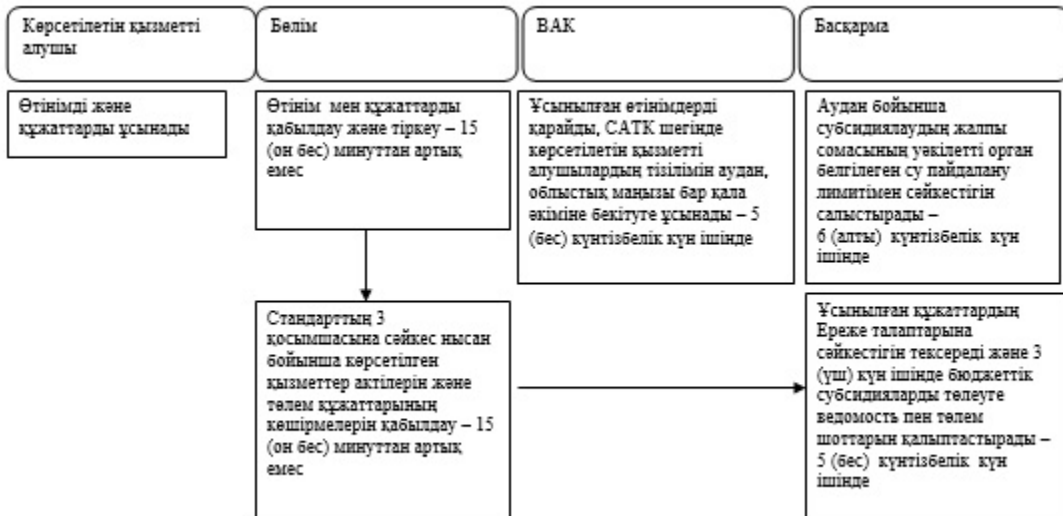 Көрсетілетін қызметті
алушы
Бөлім
ВАК
Басқарма
Өтінімді және
құжаттарды ұсынады
Өтінім мен құжаттарды
қабылдау және тіркеу – 15
(он бес) минуттан артық
емес
Ұсынылған өтінімдерді
қарайды, САТК шегінде
көрсетілетін қызметті
алушылардың тізілімін аудан,
облыстық маңызы бар қала
әкіміне бекітуге ұсынады – 5
(бес) күнтізбелік күн ішінде
Аудан бойынша
субсидиялаудың жалпы
сомасының уәкілетті орган
белгілеген су пайдалану
лимитімен сәйкестігін
салыстырады –
6 (алты) күнтізбелік күн
ішінде
Стандарттың 3
қосымшасына сәйкес нысан
бойынша көрсетілген
қызметтер актілерін және
төлем құжаттарының
көшірмелерін қабылдау – 15
(он бес) минуттан артық
емес
Ұсынылған құжаттардың
Ереже талаптарына
сәйкестігін тексереді және 3
(үш) күн ішінде бюджеттік
субсидияларды төлеуге
ведомость пен төлем
шоттарын қалыптастырады –
5 (бес) күнтізбелік күн
ішінде